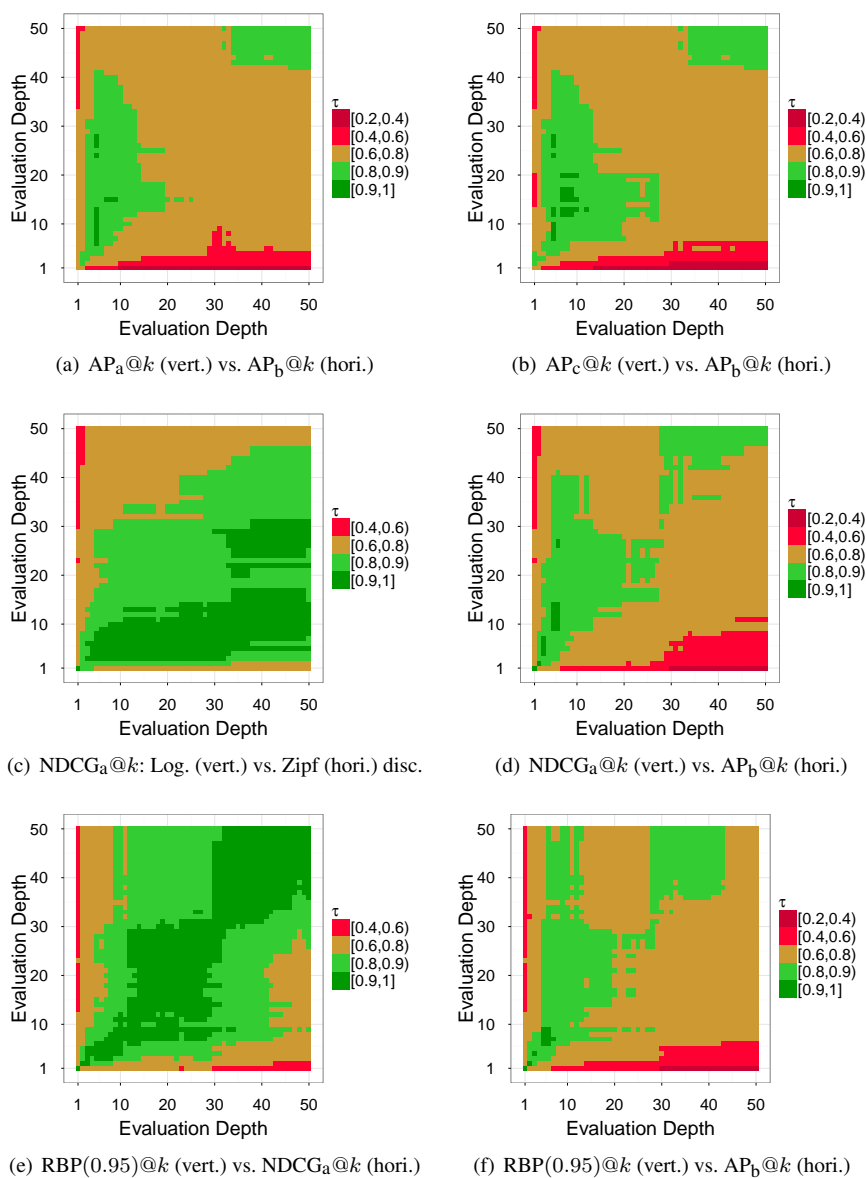 50
40
30
20
10
1
Evaluation Depth
1 10 20 30 40 50
Evaluation Depth
τ
[0.2,0.4)
[0.4,0.6)
[0.6,0.8)
[0.8,0.9)
[0.9,1]
(a) APa@k (vert.) vs. APb@k (hori.)
50
40
30
20
10
1
Evaluation Depth
1 10 20 30 40 50
Evaluation Depth
τ
[0.2,0.4)
[0.4,0.6)
[0.6,0.8)
[0.8,0.9)
[0.9,1]
(b) APc@k (vert.) vs. APb@k (hori.)
50
40
30
20
10
1
Evaluation Depth
1 10 20 30 40 50
Evaluation Depth
τ
[0.4,0.6)
[0.6,0.8)
[0.8,0.9)
[0.9,1]
(c) NDCGa@k: Log. (vert.) vs. Zipf (hori.) disc.
50
40
30
20
10
1
Evaluation Depth
1 10 20 30 40 50
Evaluation Depth
τ
[0.2,0.4)
[0.4,0.6)
[0.6,0.8)
[0.8,0.9)
[0.9,1]
(d) NDCGa@k (vert.) vs. APb@k (hori.)
50
40
30
20
10
1
Evaluation Depth
1 10 20 30 40 50
Evaluation Depth
τ
[0.4,0.6)
[0.6,0.8)
[0.8,0.9)
[0.9,1]
(e) RBP(0.95)@k (vert.) vs. NDCGa@k (hori.)
50
40
30
20
10
1
Evaluation Depth
1 10 20 30 40 50
Evaluation Depth
τ
[0.2,0.4)
[0.4,0.6)
[0.6,0.8)
[0.8,0.9)
[0.9,1]
(f) RBP(0.95)@k (vert.) vs. APb@k (hori.)